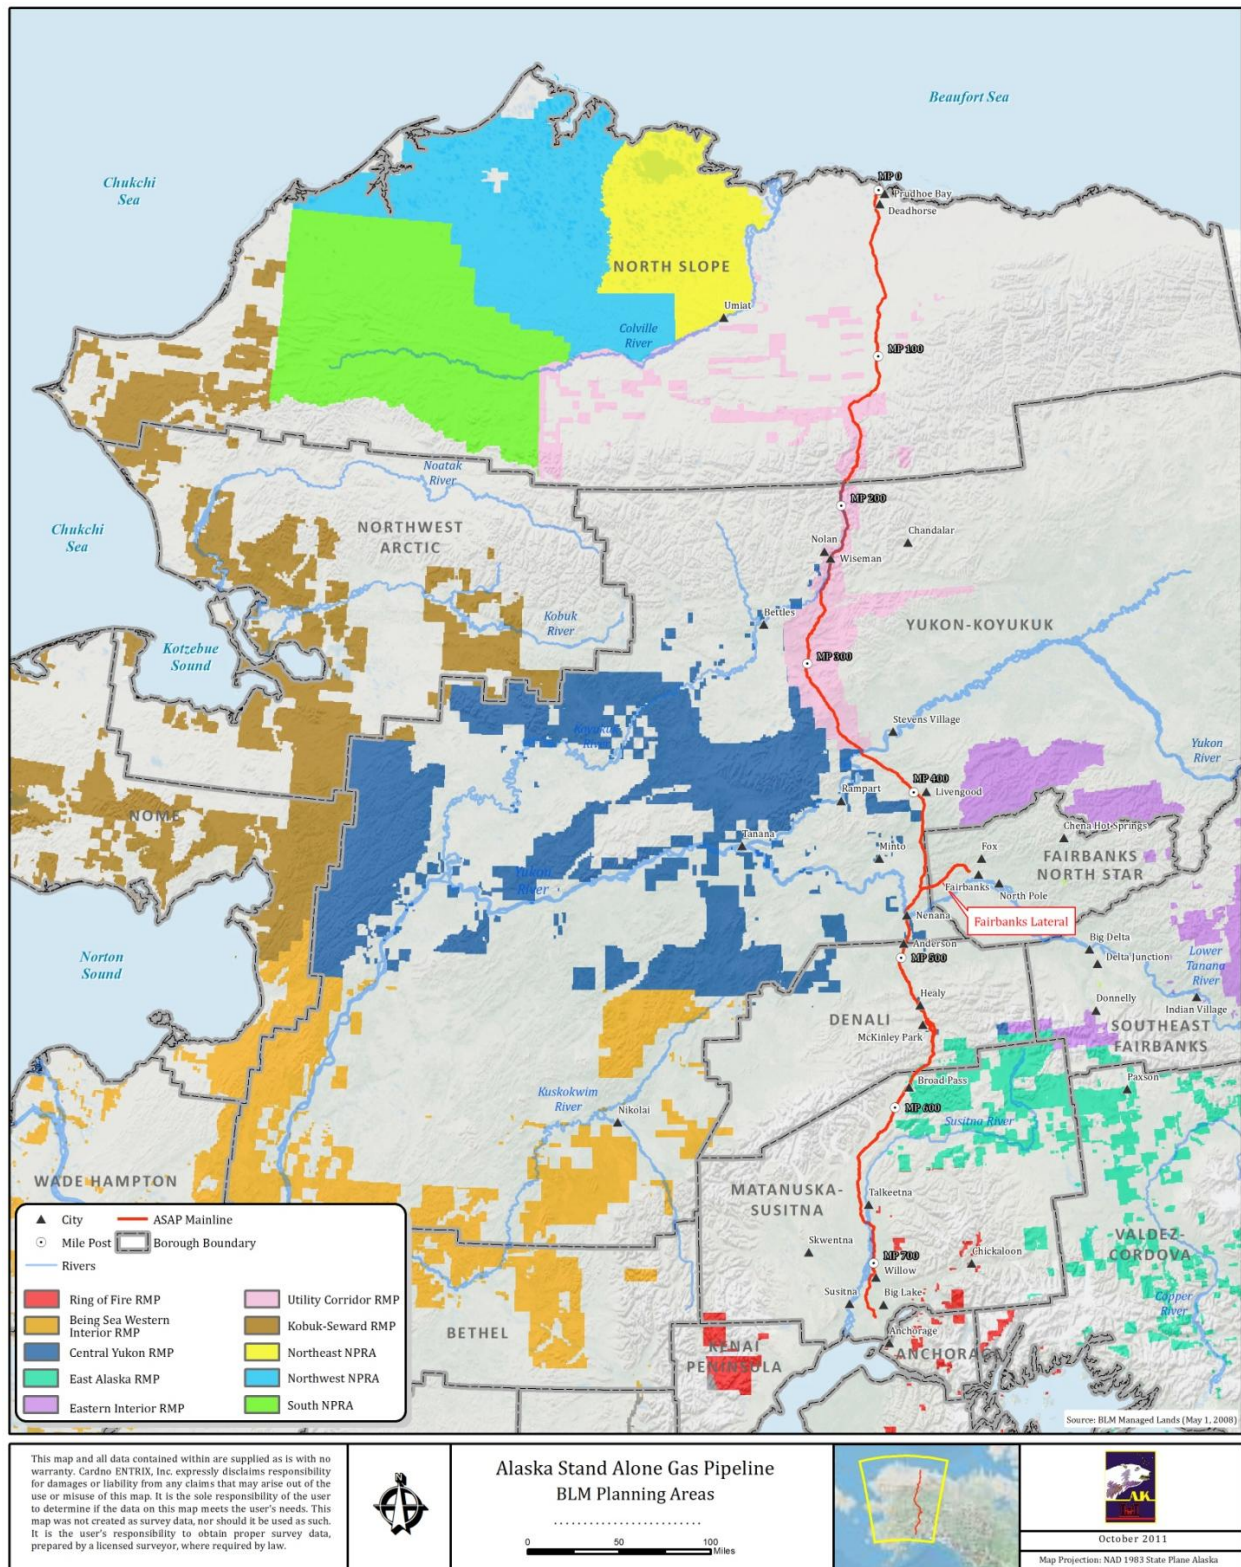 Beaufort Sea
Chukchi
Sea
MP 0
Prudhoe Bay
Deadhorse
NORTH SLOPE
Umiat
Colville
River
MP 100
Noatak
River
MP 200
NORTHWEST
ARCTIC
Chukchi
Sea
Chandalar
Nolan
Wiseman
Bettles
Kobuk
River
YUKON-KOYUKUK
Kotzebue
Sound
MP 300
Stevens Village
Koyukuk
River
Yukon
River
MP 400
Livengood
Rampart
NOME
Chena Hot Springs
Tanana
Minto
Fox
FAIRBANKS
NORTH STAR
Yukon
River
Fairbanks
North Pole
Nenana
Fairbanks Lateral
Anderson
Big Delta
Norton
Sound
MP 500
Delta Junction
Lower
Tanana
River
Healy
Donnelly
Indian Village
DENALI
McKinley Park
SOUTHEAST
FAIRBANKS
Broad Pass
Paxson
Kuskokwim
River
Nikolai
MP 600
Susitna River
WADE HAMPTON
MATANUSKA-
SUSITNA
Talkeetna
Skwentna
MP 700
Chickaloon
VALDEZ-
CORDOVA
Willow
Susitna
Big Lake
Copper
River
BETHEL
Anchorage
KENAI
PENINSULA
ANCHORAGE
City
ASAP Mainline
Mile Post
Borough Boundary
Rivers
Ring of Fire RMP
Utility Corridor RMP
Being Sea Western
Interior RMP
Kobuk-Seward RMP
Central Yukon RMP
Northeast NPRA
East Alaska RMP
Northwest NPRA
Eastern Interior RMP
South NPRA
Source: BLM Managed Lands (May 1, 2008)
This map and all data contained within are supplied as is with no
warranty. Cardno ENTRIX, Inc. expressly disclaims responsibility
for damages or liability from any claims that may arise out of the
use or misuse of this map. It is the sole responsibility of the user
to determine if the data on this map meets the user's needs. This
map was not created as survey data, nor should it be used as such.
It is the user's responsibility to obtain proper survey data,
prepared by a licensed surveyor, where required by law.
N
Alaska Stand Alone Gas Pipeline
BLM Planning Areas
0 50 100
Miles
AK
October 2011
Map Projection: NAD 1983 State Plane Alaska